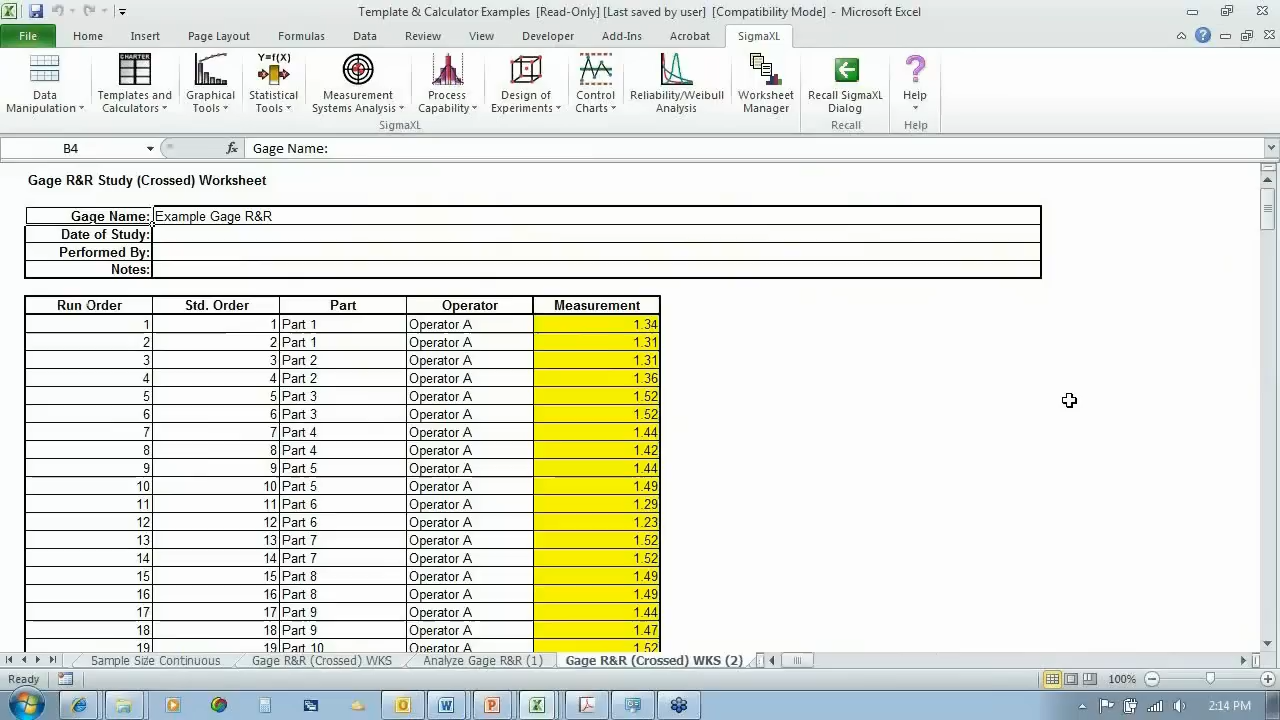 Template & Calculator Examples [Read-Only] [Last saved by user] [Compatibility Mode] - Microsoft Excel
File Home Insert Page Layout Formulas Data Review View Developer Add-Ins Acrobat SigmaXL
Data Manipulation
Templates and Calculators
CHARTER
Graphical Tools
Y=f(X)
Statistical Tools
Measurement Systems Analysis
Process Capability
Design of Experiments
Control Charts
Reliability/Weibull Analysis
Worksheet Manager
Recall SigmaXL Dialog
Help
SigmaXL Recall Help
B4 fx Gage Name:
Gage R&R Study (Crossed) Worksheet
Gage Name: Example Gage R&R
Date of Study:
Performed By:
Notes:
Run Order Std. Order Part Operator Measurement
1 1 Part 1 Operator A 1.34
2 2 Part 1 Operator A 1.31
3 3 Part 2 Operator A 1.31
4 4 Part 2 Operator A 1.36
5 5 Part 3 Operator A 1.52
6 6 Part 3 Operator A 1.52
7 7 Part 4 Operator A 1.44
8 8 Part 4 Operator A 1.42
9 9 Part 5 Operator A 1.44
10 10 Part 5 Operator A 1.49
11 11 Part 6 Operator A 1.29
12 12 Part 6 Operator A 1.23
13 13 Part 7 Operator A 1.52
14 14 Part 7 Operator A 1.52
15 15 Part 8 Operator A 1.49
16 16 Part 8 Operator A 1.49
17 17 Part 9 Operator A 1.44
18 18 Part 9 Operator A 1.47
19 19 Part 10 Operator A 1.52
Sample Size Continuous Gage R&R (Crossed) WKS Analyze Gage R&R (1) Gage R&R (Crossed) WKS (2)
Ready 100%
2:14 PM